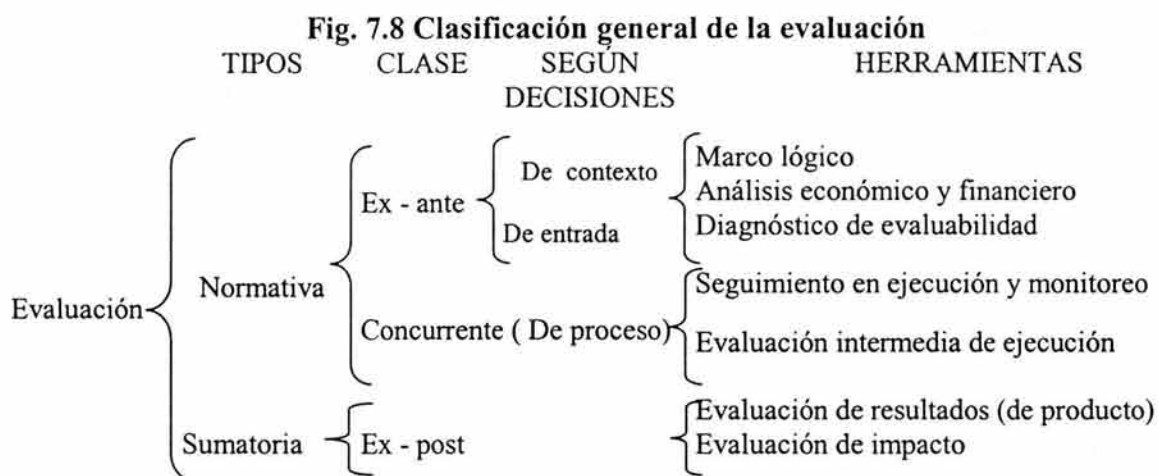 Fig. 7.8 Clasificación general de la evaluación
TIPOS CLASE SEGÚN HERRAMIENTAS
DECISIONES
De contexto Marco lógico
Ex - ante Análisis económico y financiero
De entrada Diagnóstico de evaluabilidad
Normativa Seguimiento en ejecución y monitoreo
Evaluación
Concurrente ( De proceso) Evaluación intermedia de ejecución
Evaluación de resultados (de producto)
Sumatoria Ex - post Evaluación de impacto